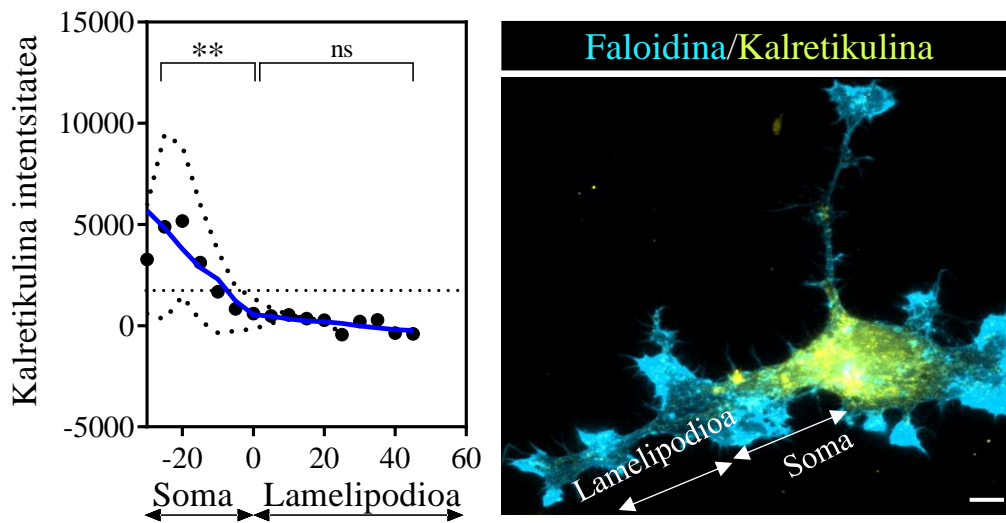 Kalretikulina intentsitatea
15000
10000
5000
0
-5000
**
ns
-20 0 20 40 60
Soma Lamelipodioa
Faloidina/Kalretikulina
Lamelipodioa
Soma